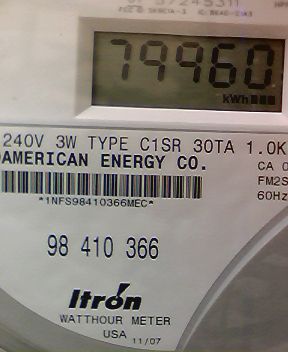 79960
kWh
240V 3W TYPE C1SR 30TA 1.0K
AMERICAN ENERGY CO.
CA
FM2S
60Hz
*1NFS98410366MEC*
98 410 366
Itrón
WATTHOUR METER
USA 11/07